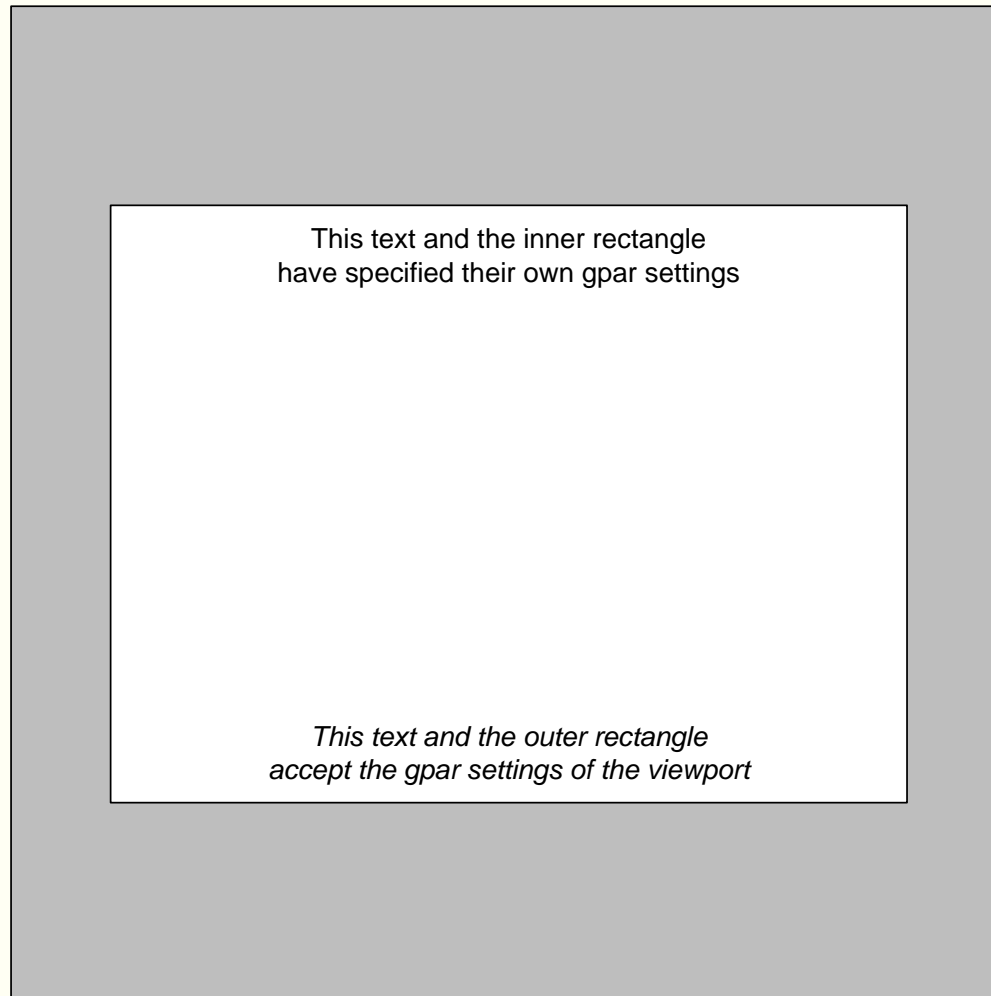 This text and the inner rectangle
have specified their own gpar settings
This text and the outer rectangle
accept the gpar settings of the viewport